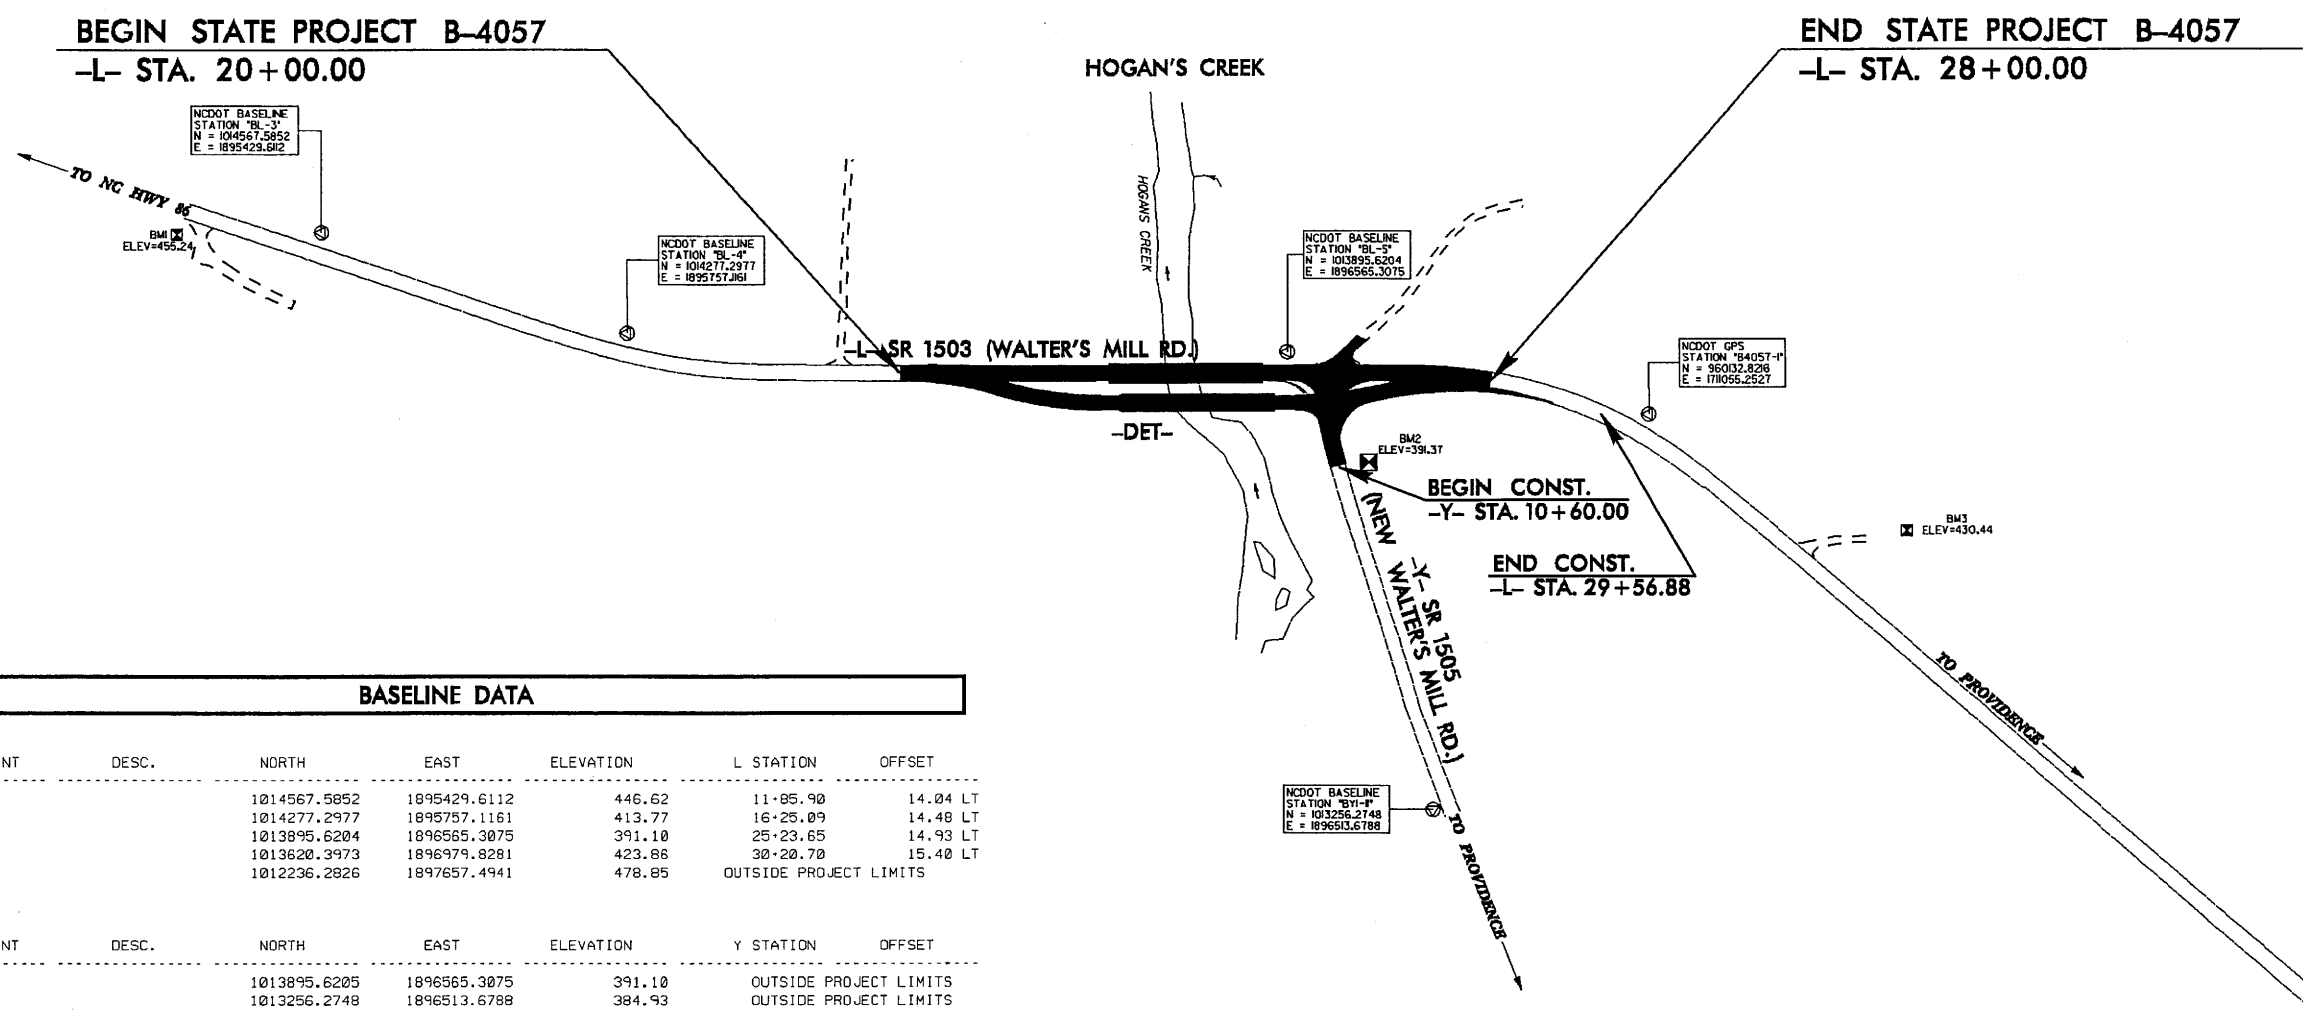 BEGIN STATE PROJECT B-4057
-L- STA. 20+00.00
END STATE PROJECT B-4057
-L- STA. 28+00.00
HOGAN'S CREEK
NCDOT BASELINE
STATION "BL-3"
N = 1014567.5852
E = 1895429.6112
TO NC HWY 86
BM1
ELEV=455.24
NCDOT BASELINE
STATION "BL-4"
N = 1014277.2977
E = 1895757.1161
HOGANS CREEK
NCDOT BASELINE
STATION "BL-5"
N = 1013895.6204
E = 1896565.3075
-L- SR 1503 (WALTER'S MILL RD.)
NCDOT GPS
STATION "B4057-1"
N = 960132.8216
E = 1711055.2527
-DET-
BM2
ELEV=391.37
BEGIN CONST.
-Y- STA. 10+60.00
BM3
ELEV=430.44
END CONST.
-L- STA. 29+56.88
-Y- SR 1505
(NEW WALTER'S MILL RD.)
TO PROVIDENCE
BASELINE DATA
NT DESC. NORTH EAST ELEVATION L STATION OFFSET
1014567.5852 1895429.6112 446.62 11+85.90 14.04 LT
1014277.2977 1895757.1161 413.77 16+25.09 14.48 LT
1013895.6204 1896565.3075 391.10 25+23.65 14.93 LT
1013620.3973 1896979.8281 423.86 30+20.70 15.40 LT
1012236.2826 1897657.4941 478.85 OUTSIDE PROJECT LIMITS
NCDOT BASELINE
STATION "BY1-1"
N = 1013256.2748
E = 1896513.6788
TO PROVIDENCE
NT DESC. NORTH EAST ELEVATION Y STATION OFFSET
1013895.6205 1896565.3075 391.10 OUTSIDE PROJECT LIMITS
1013256.2748 1896513.6788 384.93 OUTSIDE PROJECT LIMITS